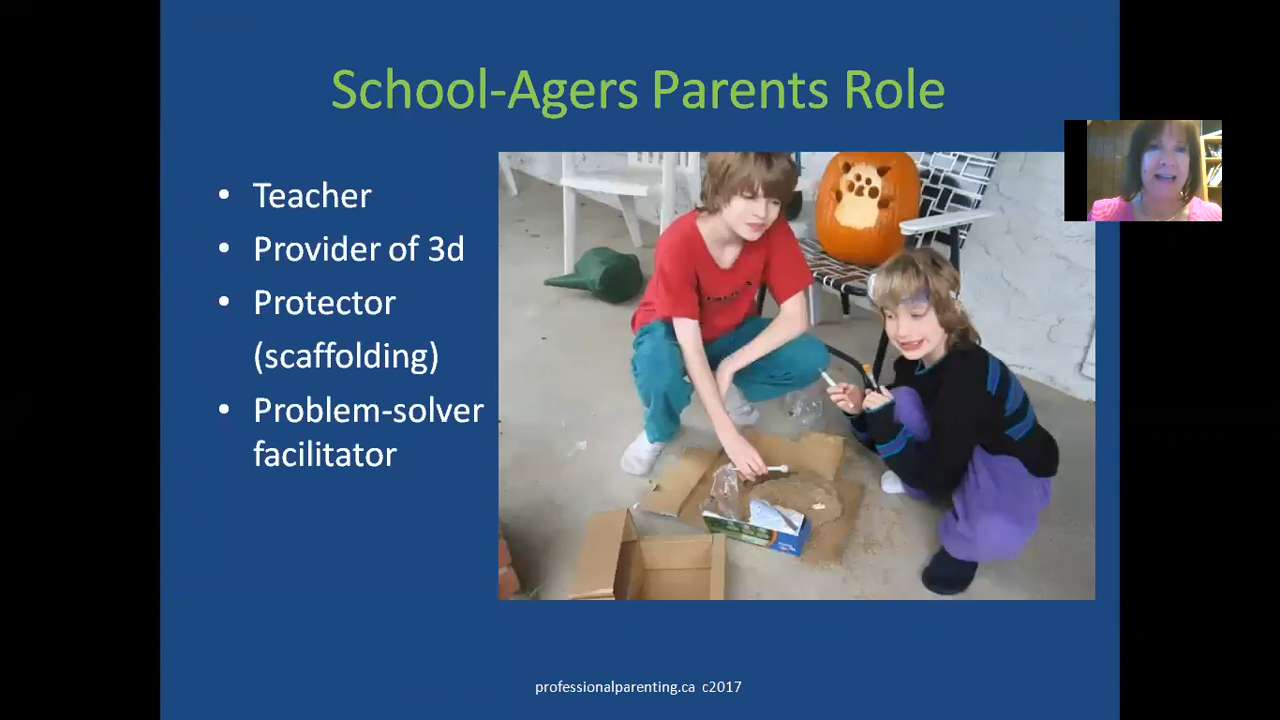 School-Agers Parents Role
• Teacher
• Provider of 3d
• Protector
(scaffolding)
• Problem-solver
facilitator
professionalparenting.ca c2017